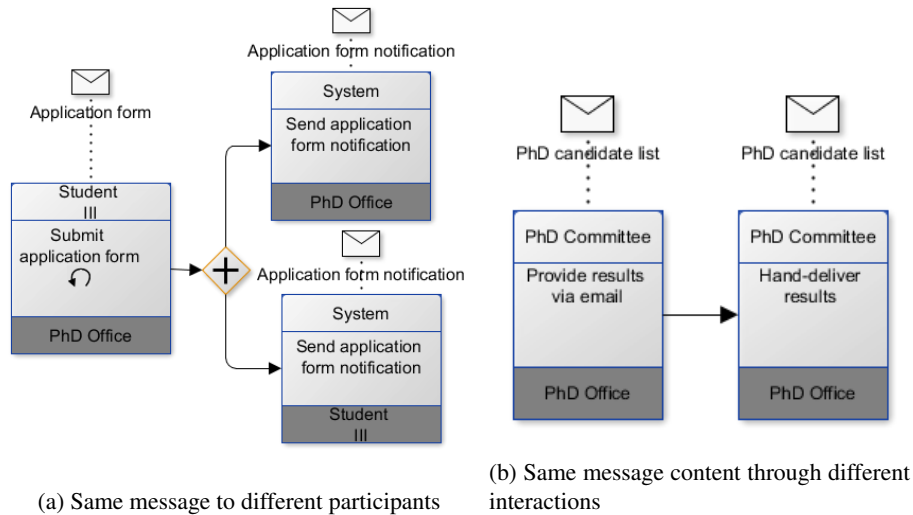 Application form
Student
III
Submit
application form
PhD Office
Application form notification
System
Send application
form notification
PhD Office
Application form notification
System
Send application
form notification
Student
III
PhD candidate list
PhD Committee
Provide results
via email
PhD Office
PhD candidate list
PhD Committee
Hand-deliver
results
PhD Office
(a) Same message to different participants
(b) Same message content through different
interactions